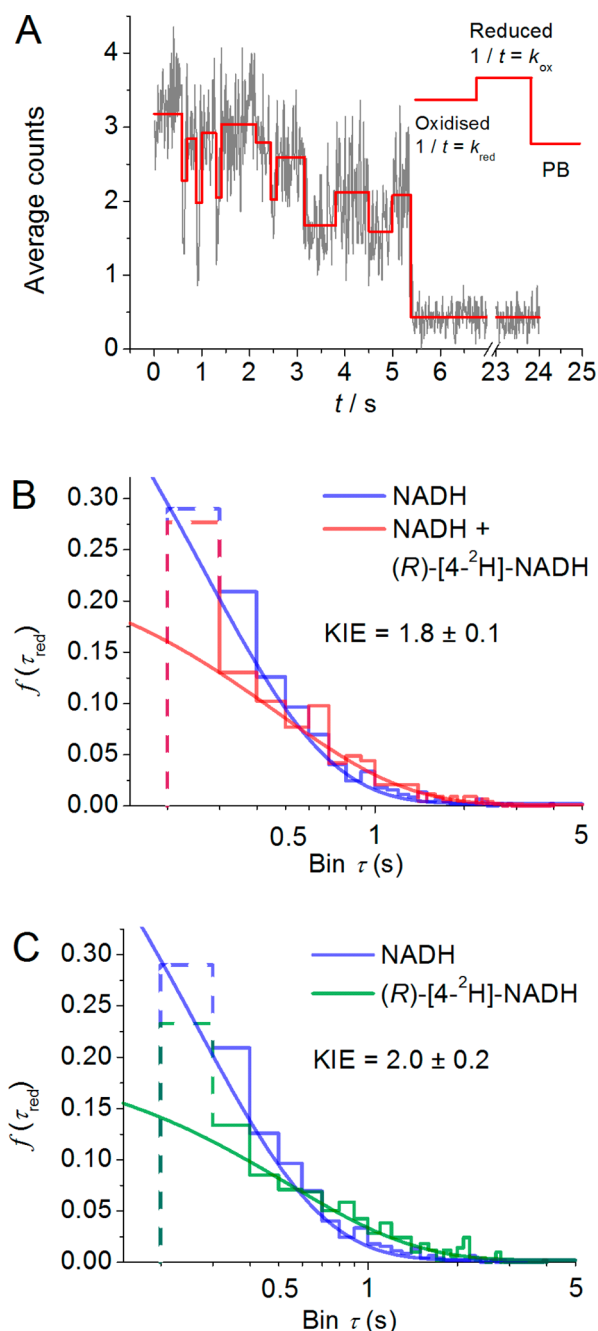 A
Average counts
4
3
2
1
0
0 1 2 3 4 5 6 23 24 25
t / s
Reduced
1 / t = kox
Oxidised
1 / t = kred
PB
B
f (τred)
0.30
0.25
0.20
0.15
0.10
0.05
0.00
NADH
NADH +
(R)-[4-²H]-NADH
KIE = 1.8 ± 0.1
0.5 1 5
Bin τ (s)
C
f (τred)
0.30
0.25
0.20
0.15
0.10
0.05
0.00
NADH
(R)-[4-²H]-NADH
KIE = 2.0 ± 0.2
0.5 1 5
Bin τ (s)